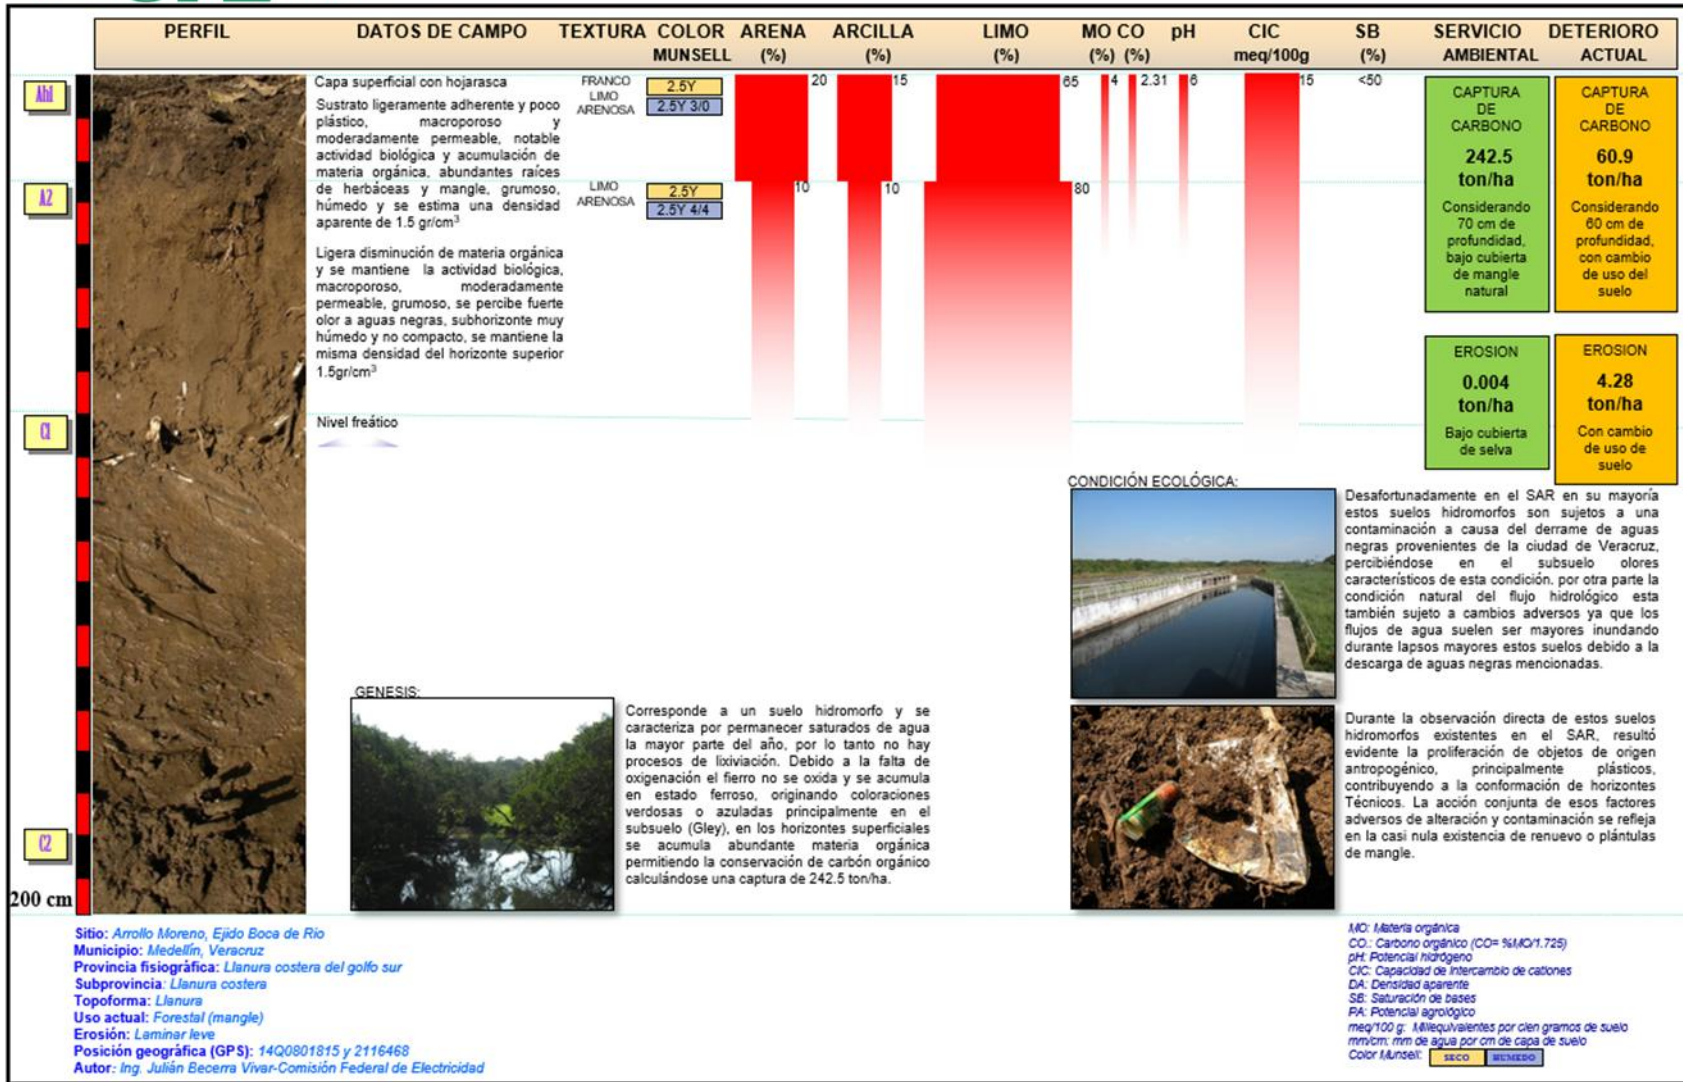 PERFIL
DATOS DE CAMPO
TEXTURA
COLOR
MUNSELL
ARENA
(%)
ARCILLA
(%)
LIMO
(%)
MO CO
(%) (%)
pH
CIC
meq/100g
SB
(%)
SERVICIO
AMBIENTAL
DETERIORO
ACTUAL
Ah1
Capa superficial con hojarasca
Sustrato ligeramente adherente y poco
plástico, macroporoso y
moderadamente permeable, notable
actividad biológica y acumulación de
materia orgánica, abundantes raíces
de herbáceas y mangle, grumoso,
húmedo y se estima una densidad
aparente de 1.5 gr/cm³
FRANCO
LIMO
ARENOSA
2.5Y
2.5Y 3/0
20
15
65
4
2.31
6
15
<50
A2
LIMO
ARENOSA
2.5Y
2.5Y 4/4
10
10
80
Ligera disminución de materia orgánica
y se mantiene la actividad biológica,
macroporoso, moderadamente
permeable, grumoso, se percibe fuerte
olor a aguas negras, subhorizonte muy
húmedo y no compacto, se mantiene la
misma densidad del horizonte superior
1.5gr/cm³
C1
Nivel freático
C2
200 cm
CAPTURA
DE
CARBONO
242.5
ton/ha
Considerando
70 cm de
profundidad,
bajo cubierta
de mangle
natural
CAPTURA
DE
CARBONO
60.9
ton/ha
Considerando
60 cm de
profundidad,
con cambio
de uso del
suelo
EROSION
0.004
ton/ha
Bajo cubierta
de selva
EROSION
4.28
ton/ha
Con cambio
de uso de
suelo
CONDICIÓN ECOLÓGICA:
Desafortunadamente en el SAR en su mayoría
estos suelos hidromorfos son sujetos a una
contaminación a causa del derrame de aguas
negras provenientes de la ciudad de Veracruz,
percibiéndose en el subsuelo olores
característicos de esta condición. por otra parte la
condición natural del flujo hidrológico esta
también sujeto a cambios adversos ya que los
flujos de agua suelen ser mayores inundando
durante lapsos mayores estos suelos debido a la
descarga de aguas negras mencionadas.
GENESIS:
Corresponde a un suelo hidromorfo y se
caracteriza por permanecer saturados de agua
la mayor parte del año, por lo tanto no hay
procesos de lixiviación. Debido a la falta de
oxigenación el fierro no se oxida y se acumula
en estado ferroso, originando coloraciones
verdosas o azuladas principalmente en el
subsuelo (Gley), en los horizontes superficiales
se acumula abundante materia orgánica
permitiendo la conservación de carbón orgánico
calculándose una captura de 242.5 ton/ha.
Durante la observación directa de estos suelos
hidromorfos existentes en el SAR, resultó
evidente la proliferación de objetos de origen
antropogénico, principalmente plásticos,
contribuyendo a la conformación de horizontes
Técnicos. La acción conjunta de esos factores
adversos de alteración y contaminación se refleja
en la casi nula existencia de renuevo o plántulas
de mangle.
Sitio: Arrollo Moreno, Ejido Boca de Rio
Municipio: Medellín, Veracruz
Provincia fisiográfica: Llanura costera del golfo sur
Subprovincia: Llanura costera
Topoforma: Llanura
Uso actual: Forestal (mangle)
Erosión: Laminar leve
Posición geográfica (GPS): 14Q0801815 y 2116468
Autor: Ing. Julián Becerra Vivar-Comisión Federal de Electricidad
MO: Materia orgánica
CO.: Carbono orgánico (CO= %MO/1.725)
pH: Potencial hidrógeno
CIC: Capacidad de intercambio de cationes
DA: Densidad aparente
SB: Saturación de bases
PA: Potencial agrológico
meq/100 g: Miliequivalentes por cien gramos de suelo
mm/cm: mm de agua por cm de capa de suelo
Color Munsell: SECO HUMEDO